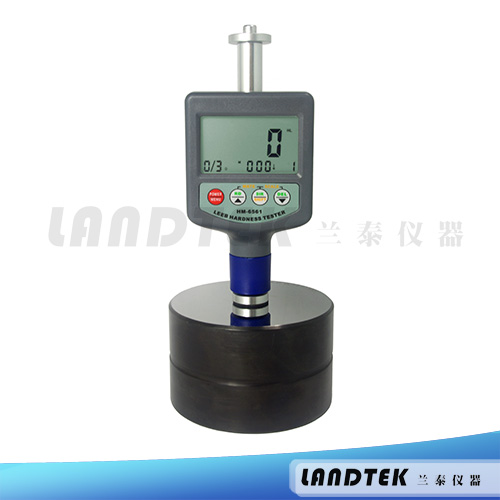 0
HL
0/3
000
1
POWER
MENU
HM-6561
LEEB HARDNESS TESTER
LANDTEK 兰泰仪器
LANDTEK 兰泰仪器